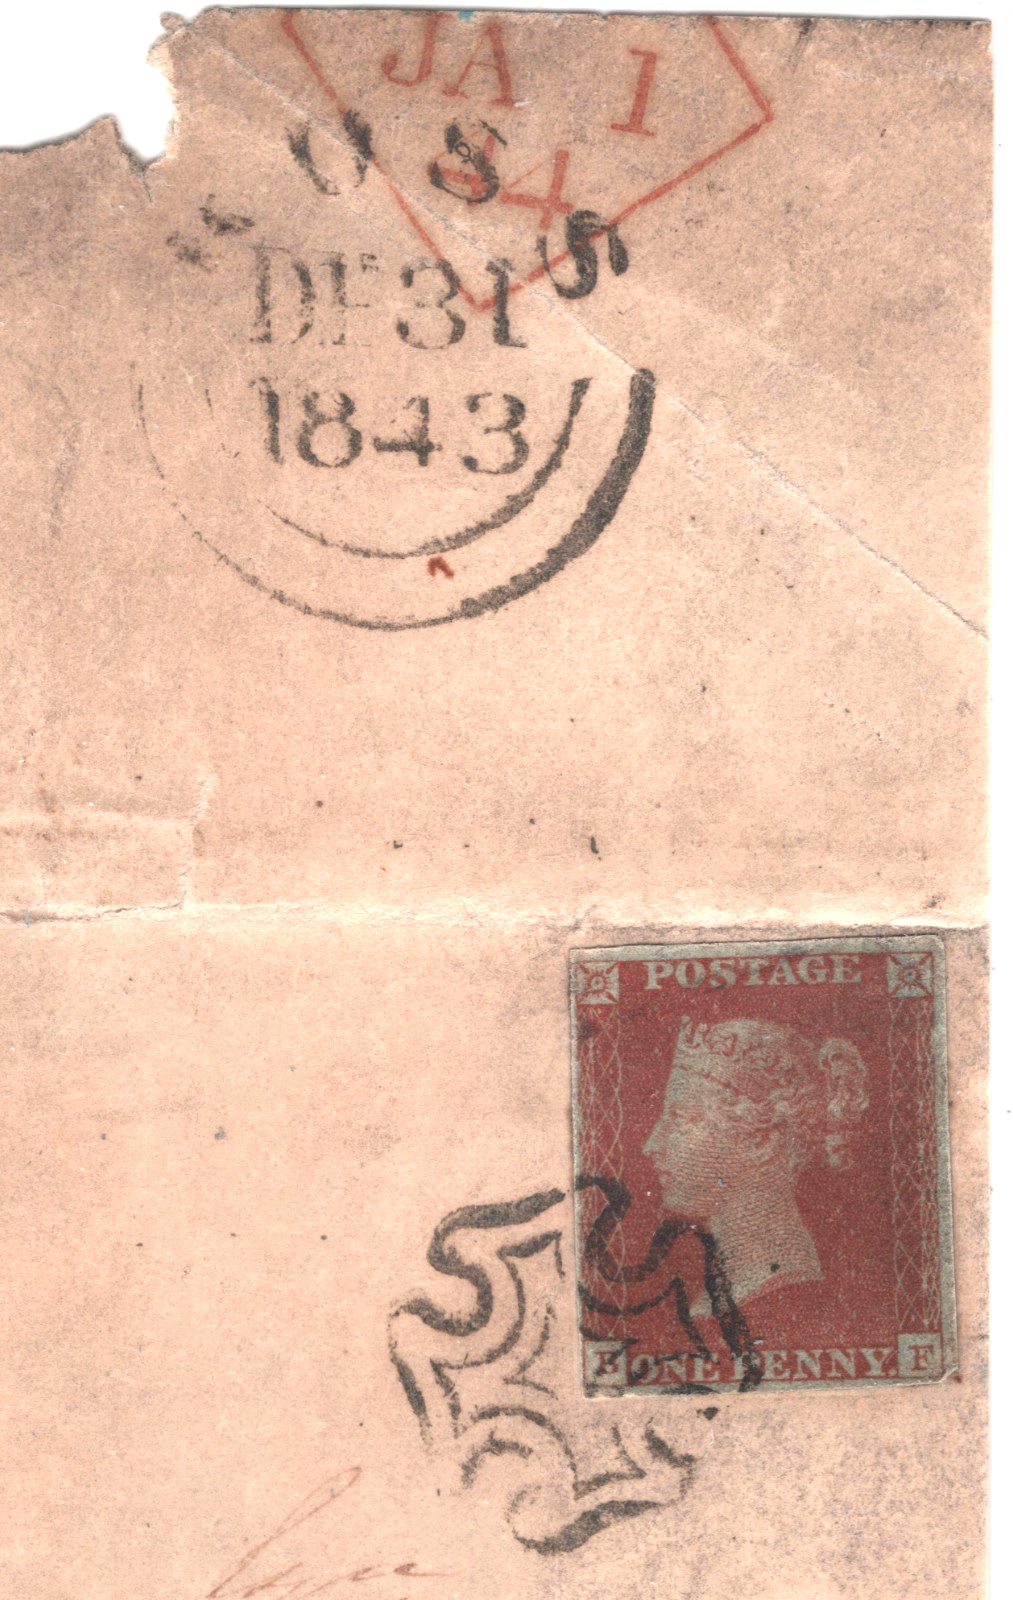 JA 1
44
O S S
DE 31
1843
POSTAGE
E ONE PENNY. F